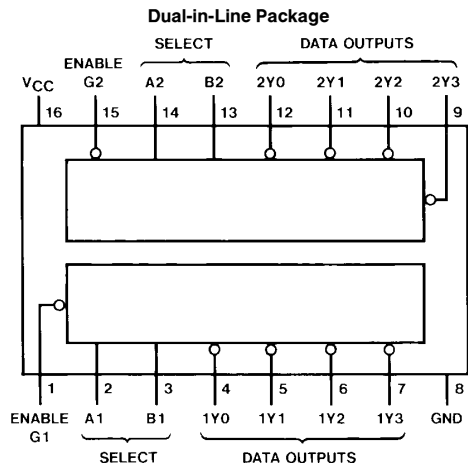 Dual-in-Line Package
SELECT DATA OUTPUTS
ENABLE
VCC G2 A2 B2 2Y0 2Y1 2Y2 2Y3
16 15 14 13 12 11 10 9
1 2 3 4 5 6 7 8
ENABLE A1 B1 1Y0 1Y1 1Y2 1Y3 GND
G1
SELECT DATA OUTPUTS